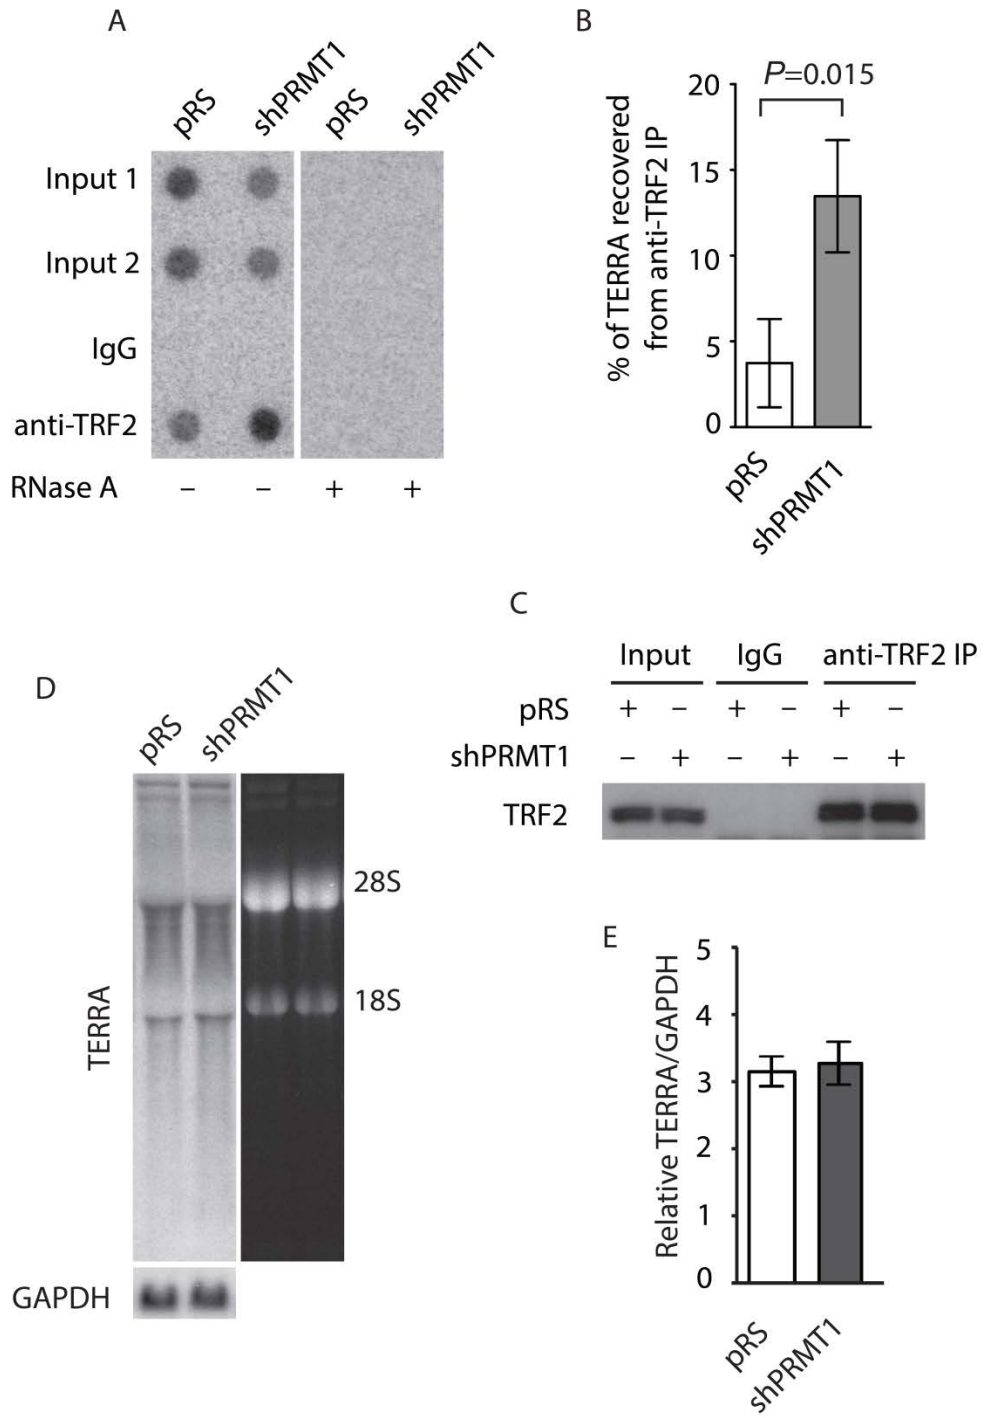 A
pRS
shPRMT1
pRS
shPRMT1
Input 1
Input 2
IgG
anti-TRF2
RNase A – – + +
B
% of TERRA recovered
from anti-TRF2 IP
P=0.015
20
15
10
5
0
pRS
shPRMT1
C
Input IgG anti-TRF2 IP
pRS + – + – + –
shPRMT1 – + – + – +
TRF2
D
pRS
shPRMT1
28S
18S
TERRA
GAPDH
E
Relative TERRA/GAPDH
5
4
3
2
1
0
pRS
shPRMT1